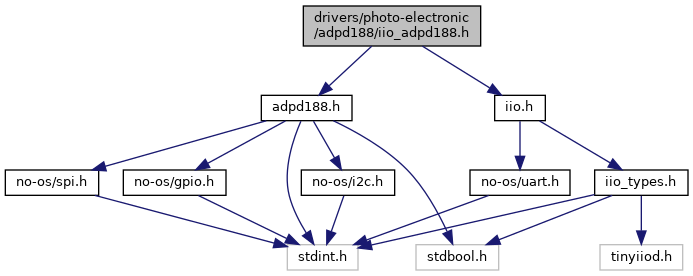 drivers/photo-electronic
/adpd188/iio_adpd188.h
adpd188.h
iio.h
no-os/spi.h
no-os/gpio.h
no-os/i2c.h
no-os/uart.h
iio_types.h
stdint.h
stdbool.h
tinyiiod.h